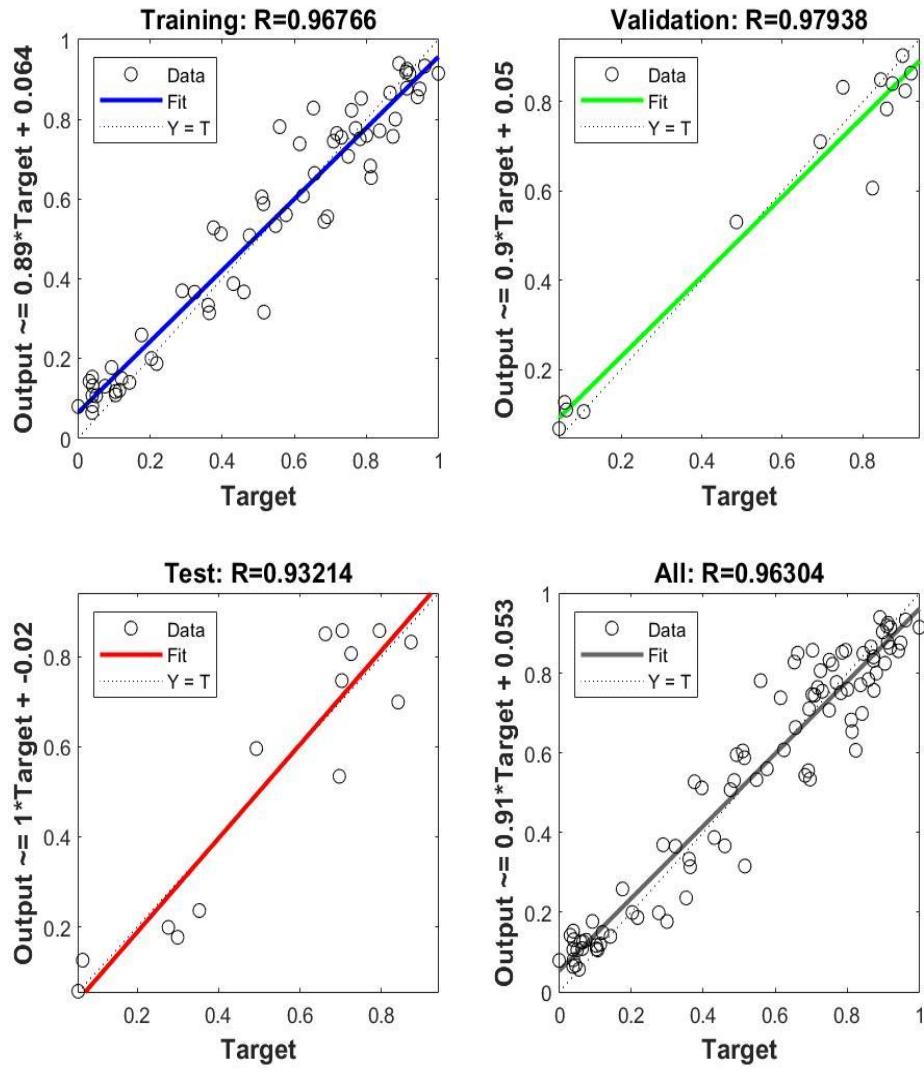 Training: R=0.96766
Output ~= 0.89*Target + 0.064
Data
Fit
Y = T
1
0.8
0.6
0.4
0.2
0
0 0.2 0.4 0.6 0.8 1
Target
Validation: R=0.97938
Output ~= 0.9*Target + 0.05
Data
Fit
Y = T
0.8
0.6
0.4
0.2
0.2 0.4 0.6 0.8
Target
Test: R=0.93214
Output ~= 1*Target + -0.02
Data
Fit
Y = T
0.8
0.6
0.4
0.2
0.2 0.4 0.6 0.8
Target
All: R=0.96304
Output ~= 0.91*Target + 0.053
Data
Fit
Y = T
1
0.8
0.6
0.4
0.2
0
0 0.2 0.4 0.6 0.8 1
Target